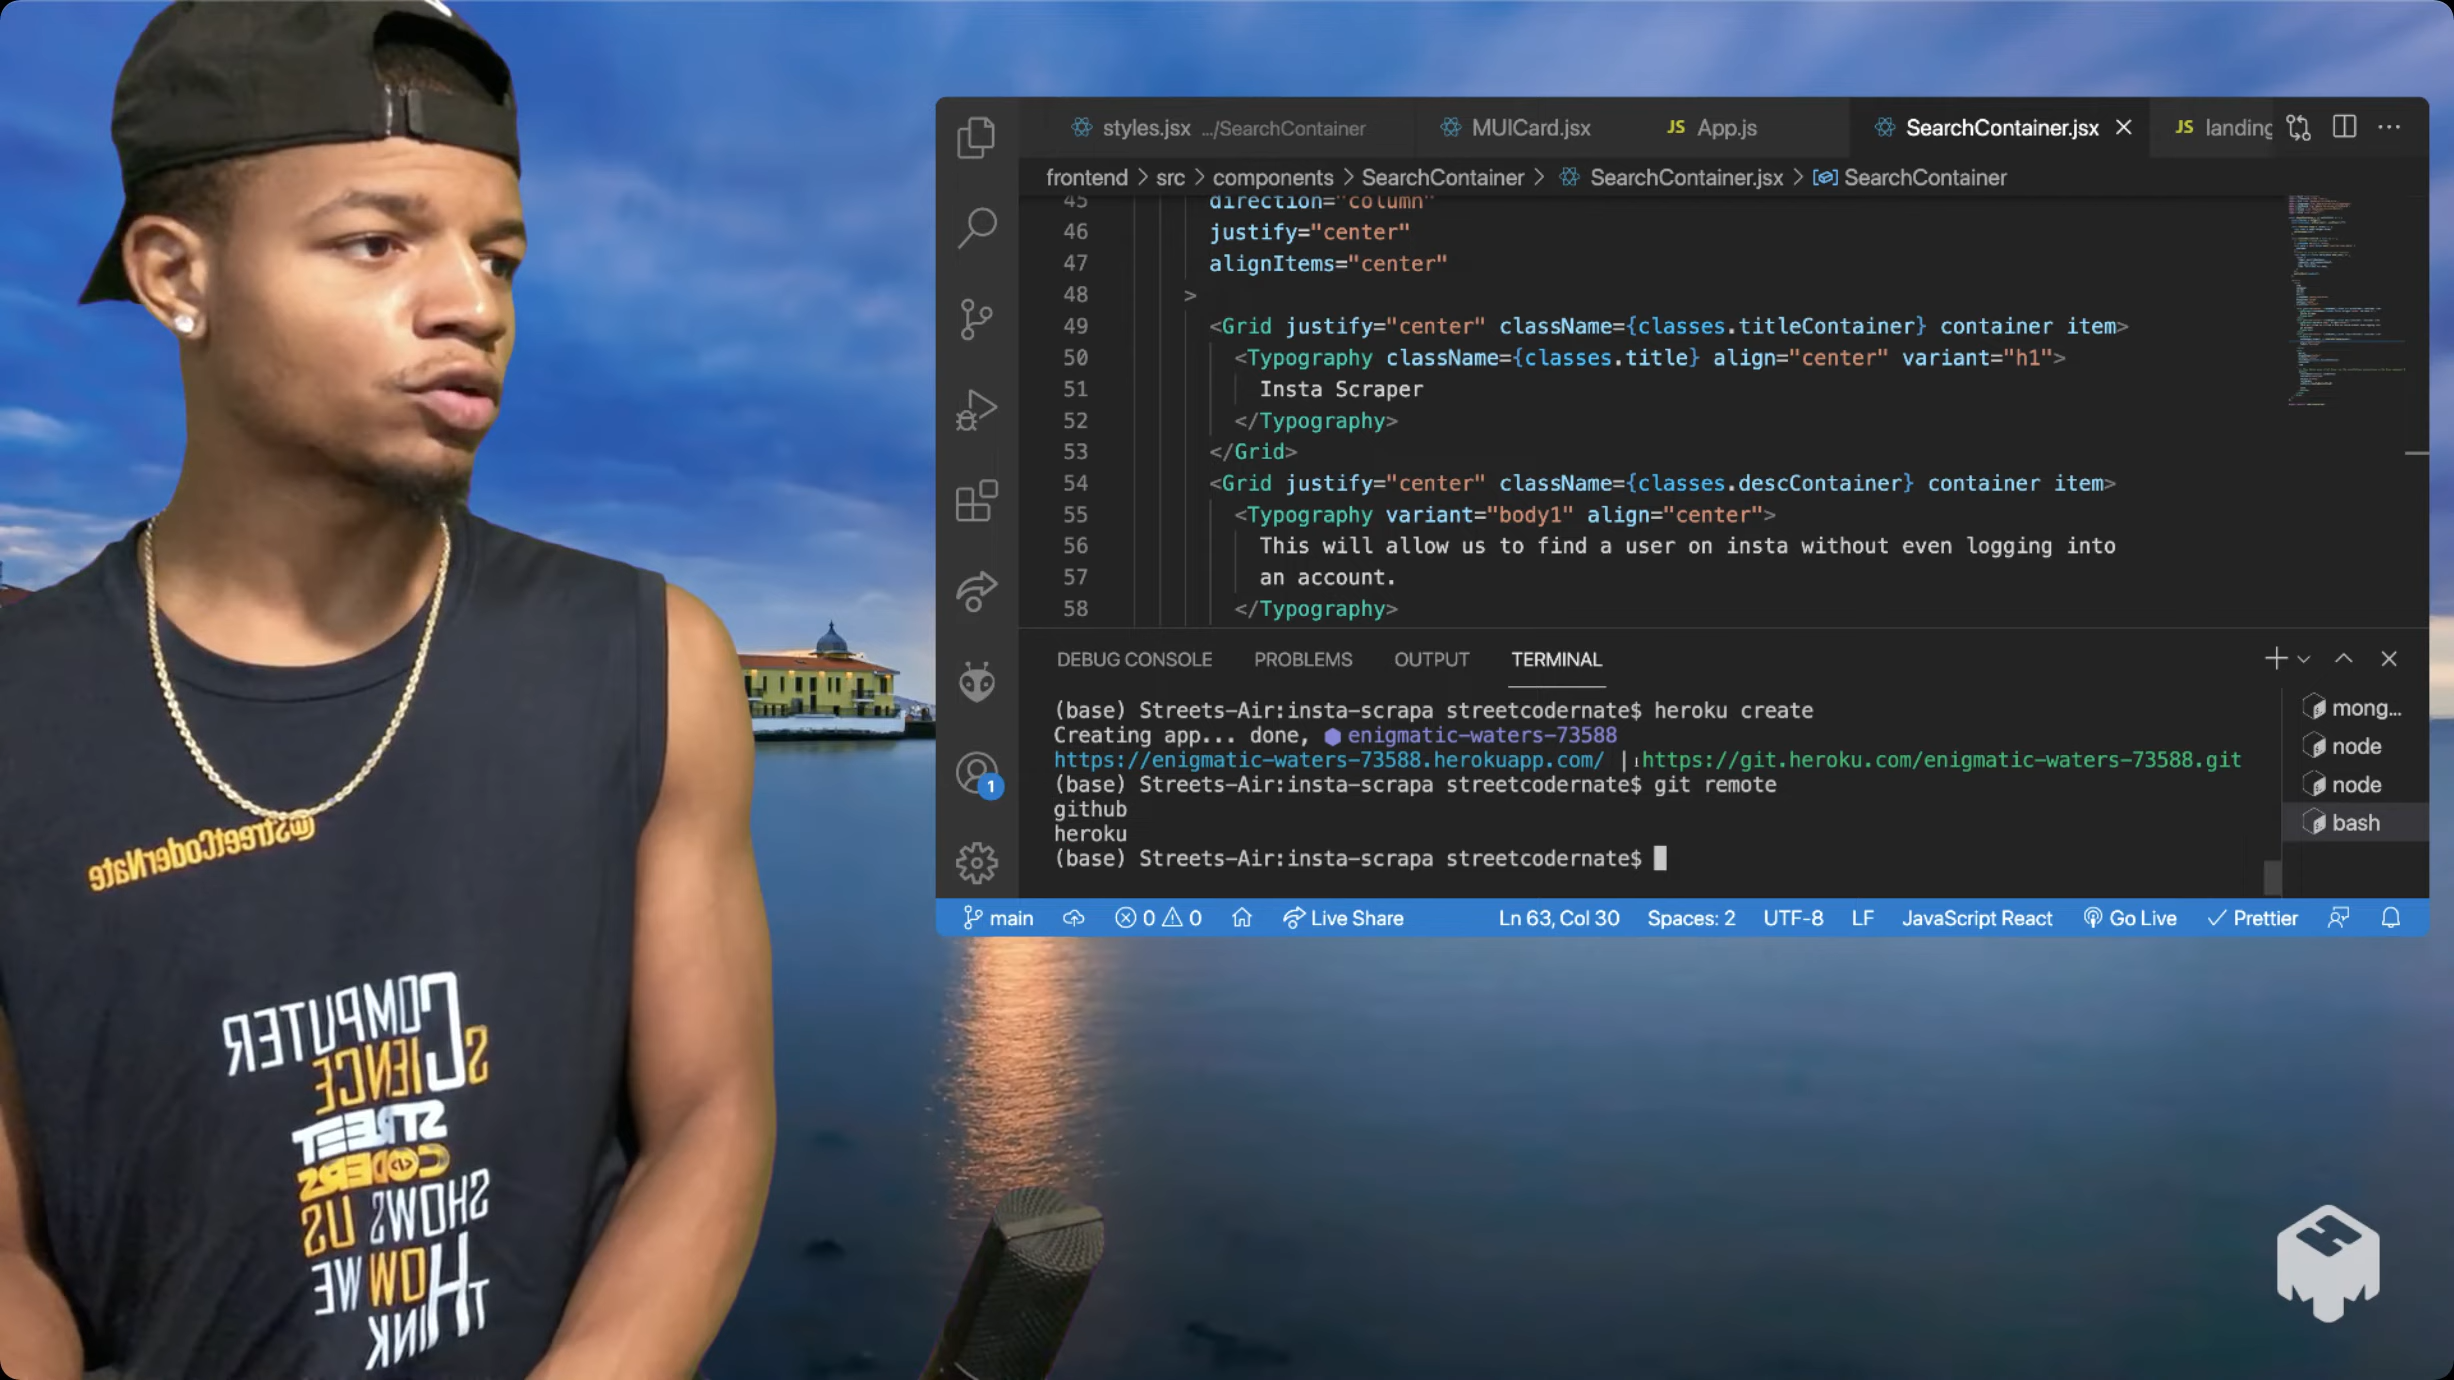 @StreetCoderNate
COMPUTER
SCIENCE
STREET
CODERS
SHOWS US
HOW WE
THINK
styles.jsx .../SearchContainer
MUICard.jsx
JS App.js
SearchContainer.jsx
JS landing
frontend > src > components > SearchContainer > SearchContainer.jsx > SearchContainer
45 direction="column"
46 justify="center"
47 alignItems="center"
48 >
49 <Grid justify="center" className={classes.titleContainer} container item>
50 <Typography className={classes.title} align="center" variant="h1">
51 Insta Scraper
52 </Typography>
53 </Grid>
54 <Grid justify="center" className={classes.descContainer} container item>
55 <Typography variant="body1" align="center">
56 This will allow us to find a user on insta without even logging into
57 an account.
58 </Typography>
DEBUG CONSOLE PROBLEMS OUTPUT TERMINAL
(base) Streets-Air:insta-scrapa streetcodernate$ heroku create
Creating app... done, ⬢ enigmatic-waters-73588
https://enigmatic-waters-73588.herokuapp.com/ | https://git.heroku.com/enigmatic-waters-73588.git
(base) Streets-Air:insta-scrapa streetcodernate$ git remote
github
heroku
(base) Streets-Air:insta-scrapa streetcodernate$
mong...
node
node
bash
1
main 0 0 Live Share Ln 63, Col 30 Spaces: 2 UTF-8 LF JavaScript React Go Live Prettier